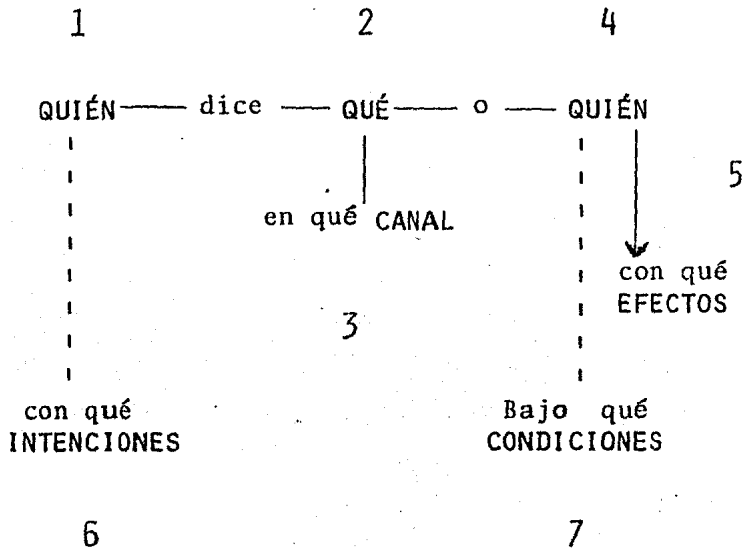 1 2 4
QUIÉN dice QUÉ o QUIÉN
5
en qué CANAL
con qué
EFECTOS
3
con qué Bajo qué
INTENCIONES CONDICIONES
6 7